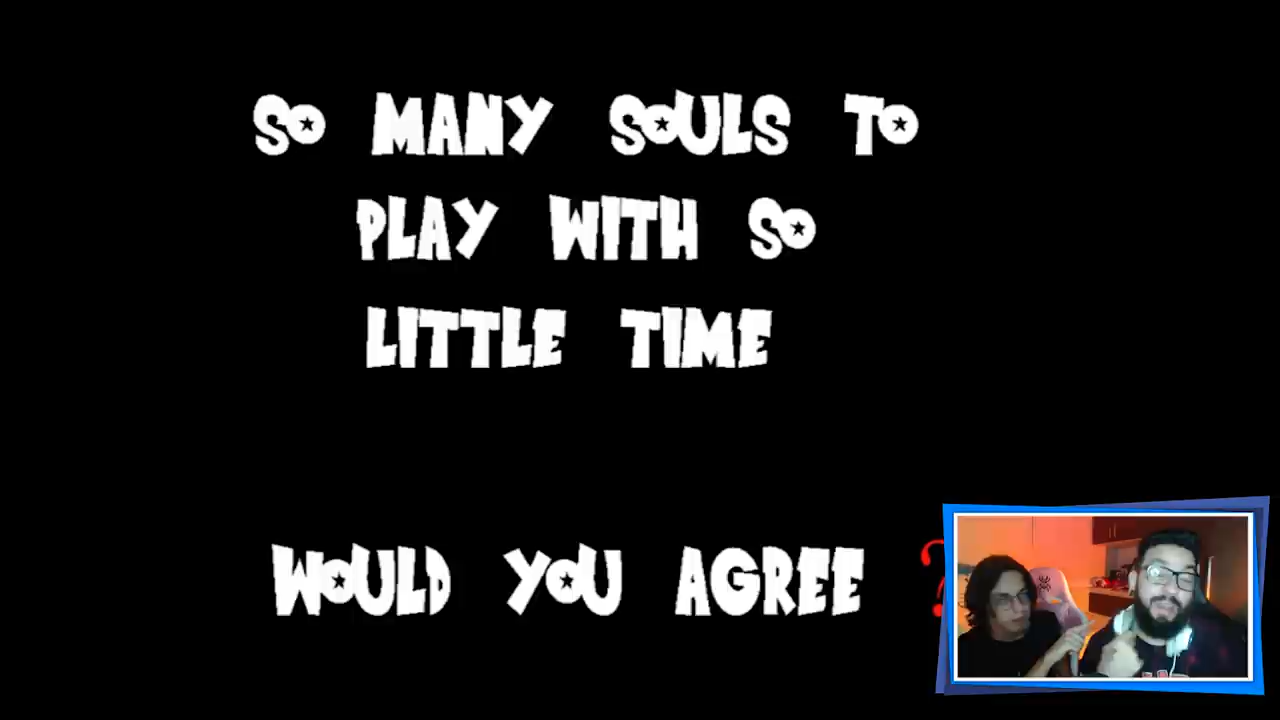 SO MANY SOULS TO
PLAY WITH SO
LITTLE TIME
WOULD YOU AGREE ?